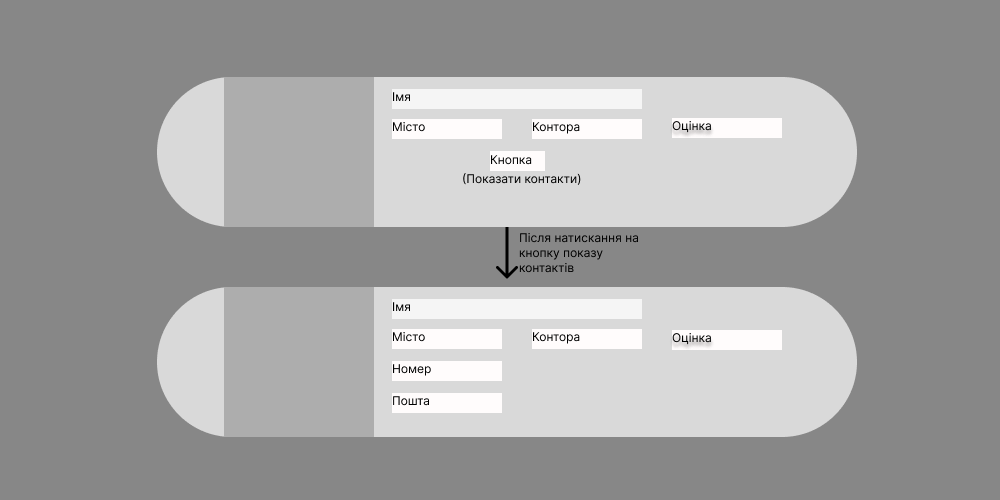 Імя
Місто
Контора
Оцінка
Кнопка
(Показати контакти)
Після натискання на
кнопку показу
контактів
Імя
Місто
Контора
Оцінка
Номер
Пошта